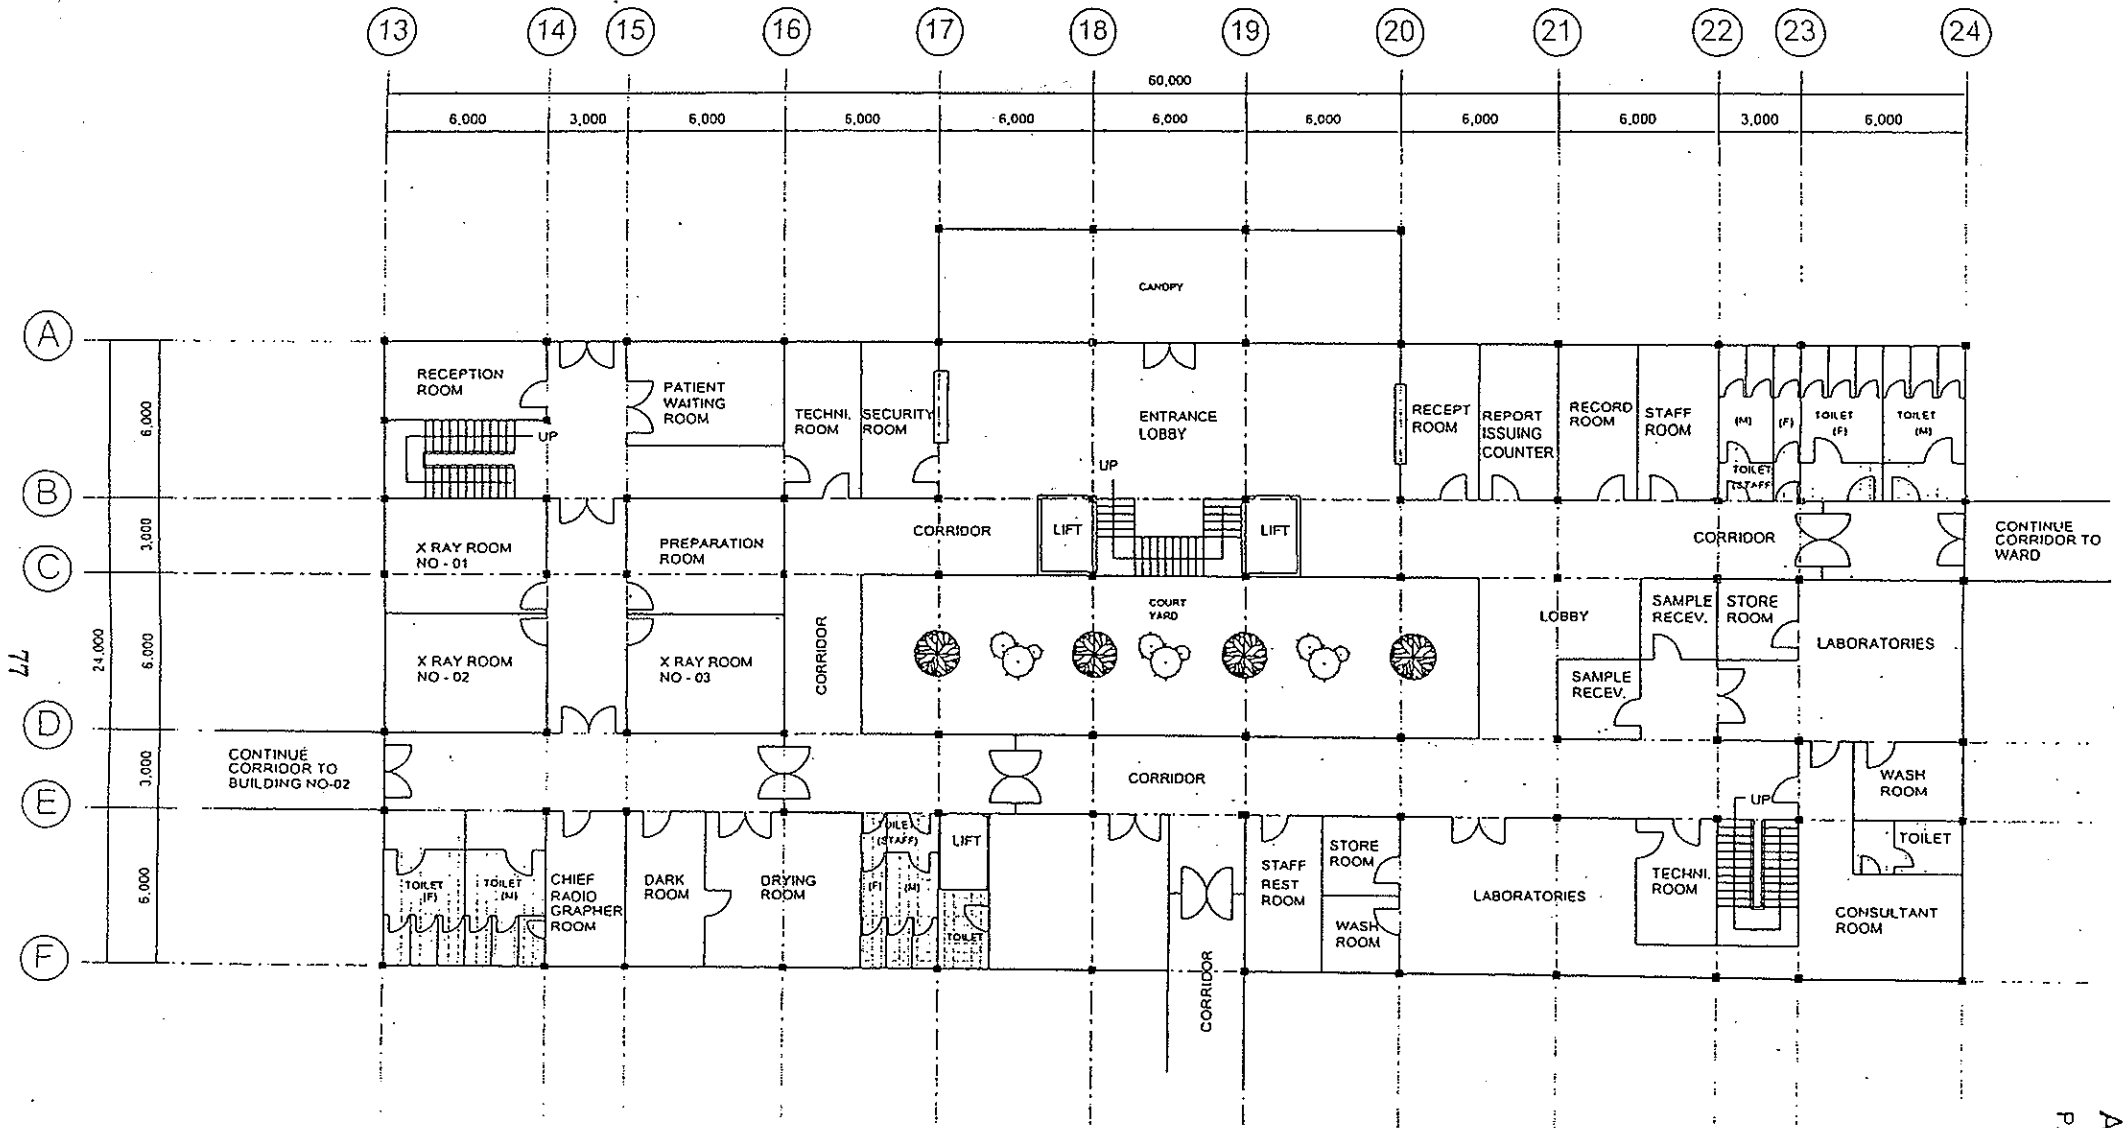 13 14 15 16 17 18 19 20 21 22 23 24
60,000
6,000 3,000 6,000 6,000 6,000 6,000 6,000 6,000 6,000 3,000 6,000
CANOPY
A
B
C
D
E
F
6,000
3,000
6,000
3,000
6,000
24,000
77
RECEPTION
ROOM
UP
PATIENT
WAITING
ROOM
TECHNI.
ROOM
SECURITY
ROOM
ENTRANCE
LOBBY
UP
RECEPT
ROOM
REPORT
ISSUING
COUNTER
RECORD
ROOM
STAFF
ROOM
(M)
(F)
TOILET
(STAFF
TOILET
(F)
TOILET
(M)
X RAY ROOM
NO - 01
PREPARATION
ROOM
CORRIDOR
LIFT
LIFT
CORRIDOR
CONTINUE
CORRIDOR TO
WARD
X RAY ROOM
NO - 02
X RAY ROOM
NO - 03
CORRIDOR
COURT
YARD
LOBBY
SAMPLE
RECEV.
STORE
ROOM
LABORATORIES
SAMPLE
RECEV.
CONTINUE
CORRIDOR TO
BUILDING NO-02
CORRIDOR
WASH
ROOM
UP
TOILET
TOILET
(F)
TOILET
(M)
CHIEF
RADIO
GRAPHER
ROOM
DARK
ROOM
DRYING
ROOM
TOILET
(STAFF)
(F)
(M)
LIFT
TOILET
CORRIDOR
STAFF
REST
ROOM
STORE
ROOM
WASH
ROOM
LABORATORIES
TECHNI.
ROOM
CONSULTANT
ROOM
A
P